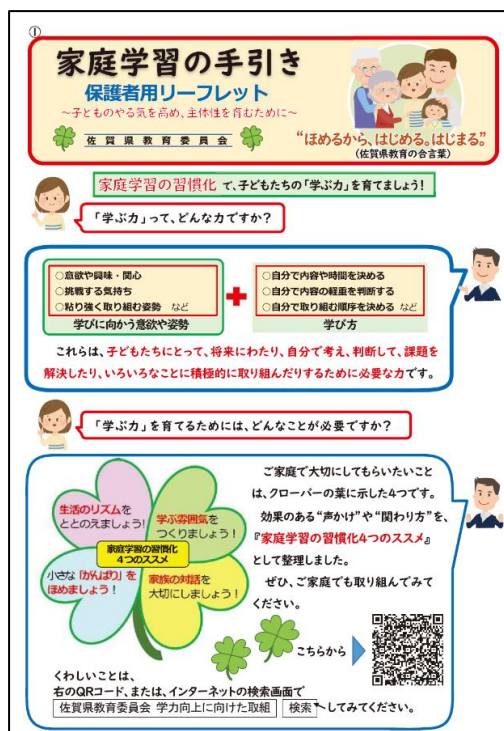 ①
家庭学習の手引き
保護者用リーフレット
～子どものやる気を高め、主体性を育むために～
佐賀県教育委員会
“ほめるから、はじめる。はじまる。”
(佐賀県教育の合言葉)
家庭学習の習慣化 で、子どもたちの「学ぶ力」を育てましょう!
「学ぶ力」って、どんな力ですか?
○意欲や興味・関心
○挑戦する気持ち
○粘り強く取り組む姿勢 など
学びに向かう意欲や姿勢
+
○自分で内容や時間を決める
○自分で内容の軽重を判断する
○自分で取り組む順序を決める など
学び方
これらは、子どもたちにとって、将来にわたり、自分で考え、判断して、課題を
解決したり、いろいろなことに積極的に取り組んだりするために必要な力です。
「学ぶ力」を育てるためには、どんなことが必要ですか?
生活のリズムを
ととのえましょう!
学ぶ雰囲気を
つくりましょう!
家庭学習の習慣化
4つのススメ
小さな「がんばり」を
ほめましょう!
家族の対話を
大切にしましょう!
ご家庭で大切にしてもらいたいこと
は、クローバーの葉に示した4つです。
効果のある“声かけ”や“関わり方”を、
『家庭学習の習慣化4つのススメ』
として整理しました。
ぜひ、ご家庭でも取り組んでみて
ください。
こちらから
くわしいことは、
右のQRコード、または、インターネットの検索画面で
佐賀県教育委員会 学力向上に向けた取組 検索 してみてください。